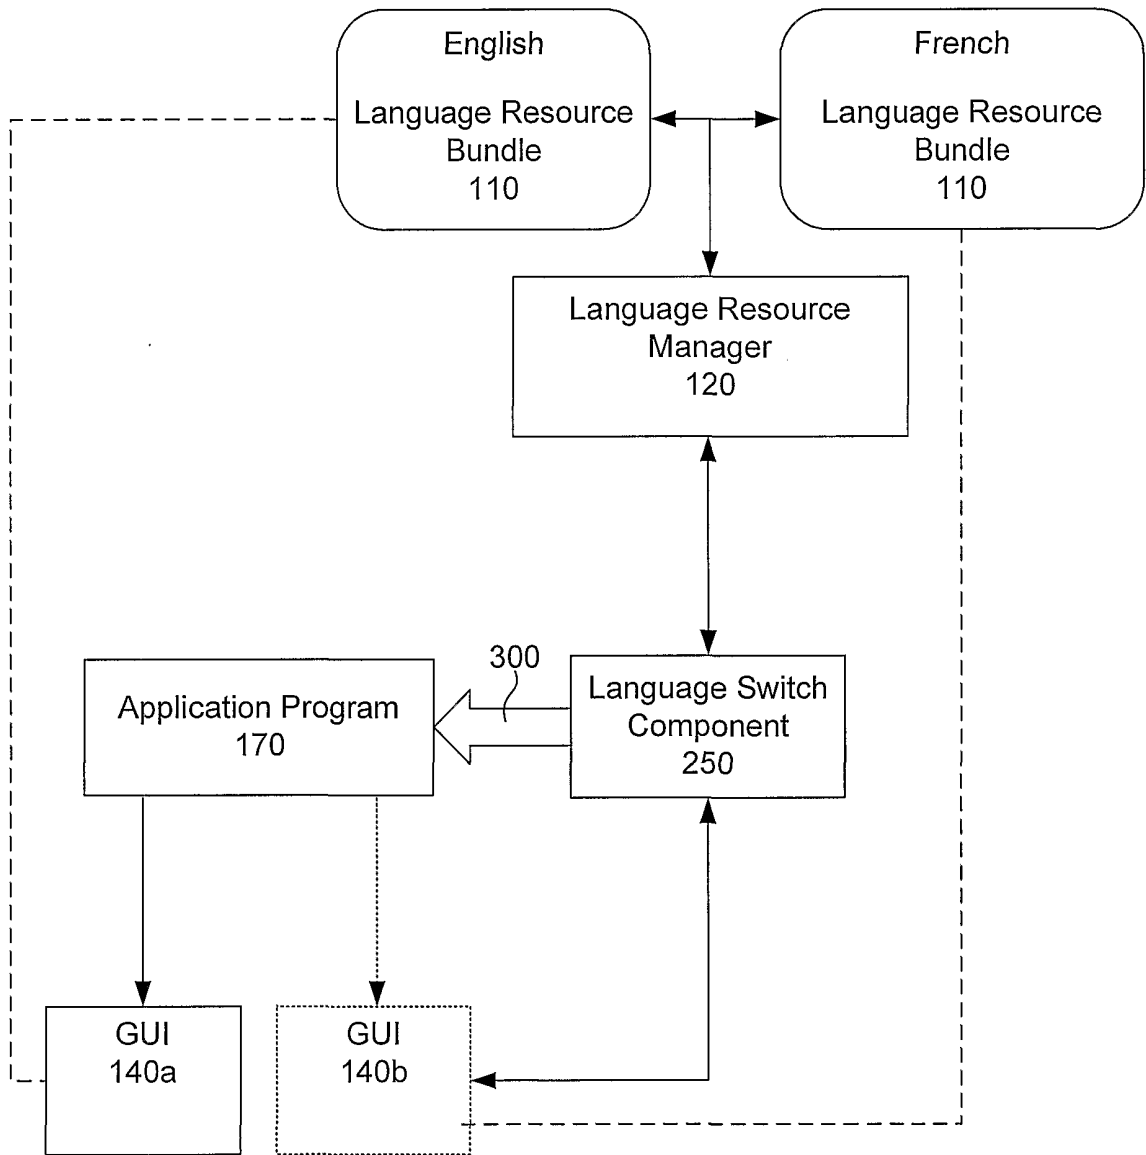 English
Language Resource
Bundle
110
French
Language Resource
Bundle
110
Language Resource
Manager
120
300
Application Program
170
Language Switch
Component
250
GUI
140a
GUI
140b